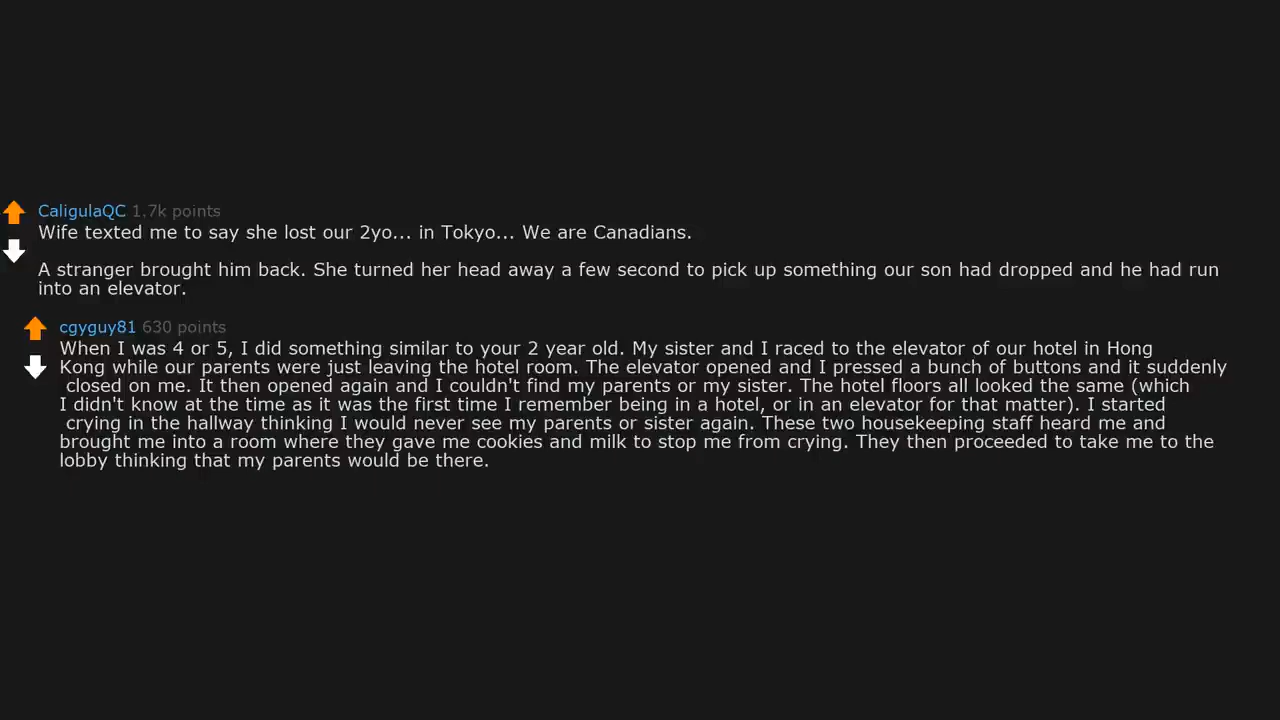 CaligulaQC 1.7k points
Wife texted me to say she lost our 2yo... in Tokyo... We are Canadians.
A stranger brought him back. She turned her head away a few second to pick up something our son had dropped and he had run
into an elevator.
cgyguy81 630 points
When I was 4 or 5, I did something similar to your 2 year old. My sister and I raced to the elevator of our hotel in Hong
Kong while our parents were just leaving the hotel room. The elevator opened and I pressed a bunch of buttons and it suddenly
closed on me. It then opened again and I couldn't find my parents or my sister. The hotel floors all looked the same (which
I didn't know at the time as it was the first time I remember being in a hotel, or in an elevator for that matter). I started
crying in the hallway thinking I would never see my parents or sister again. These two housekeeping staff heard me and
brought me into a room where they gave me cookies and milk to stop me from crying. They then proceeded to take me to the
lobby thinking that my parents would be there.